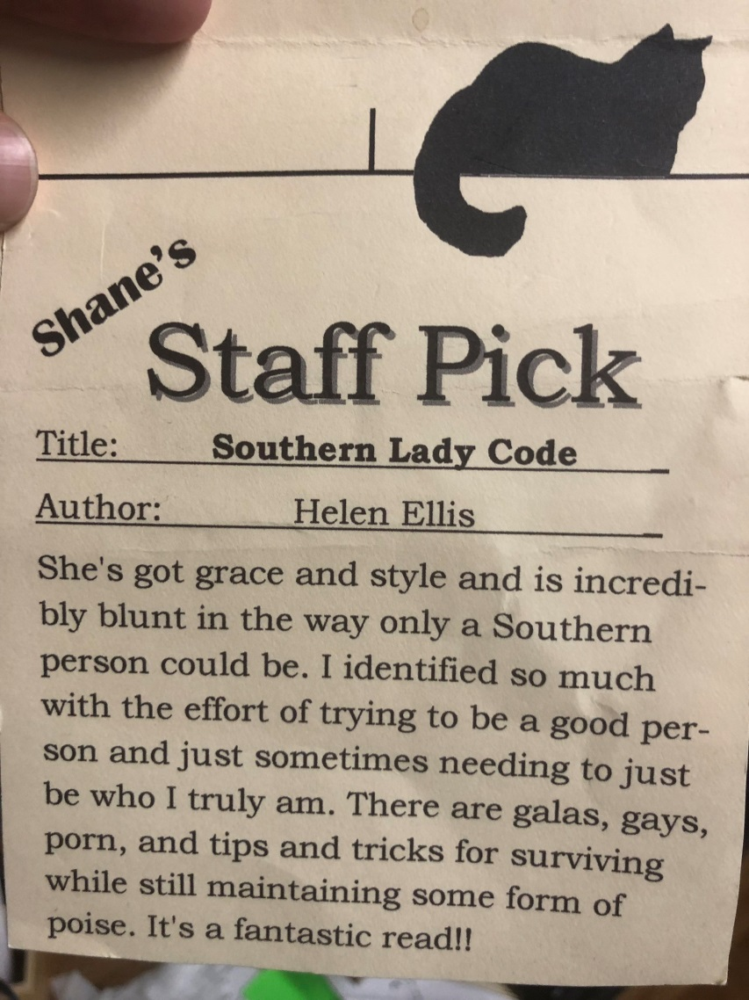 Shane's
Staff Pick
Title: Southern Lady Code
Author: Helen Ellis
She's got grace and style and is incredi-
bly blunt in the way only a Southern
person could be. I identified so much
with the effort of trying to be a good per-
son and just sometimes needing to just
be who I truly am. There are galas, gays,
porn, and tips and tricks for surviving
while still maintaining some form of
poise. It's a fantastic read!!